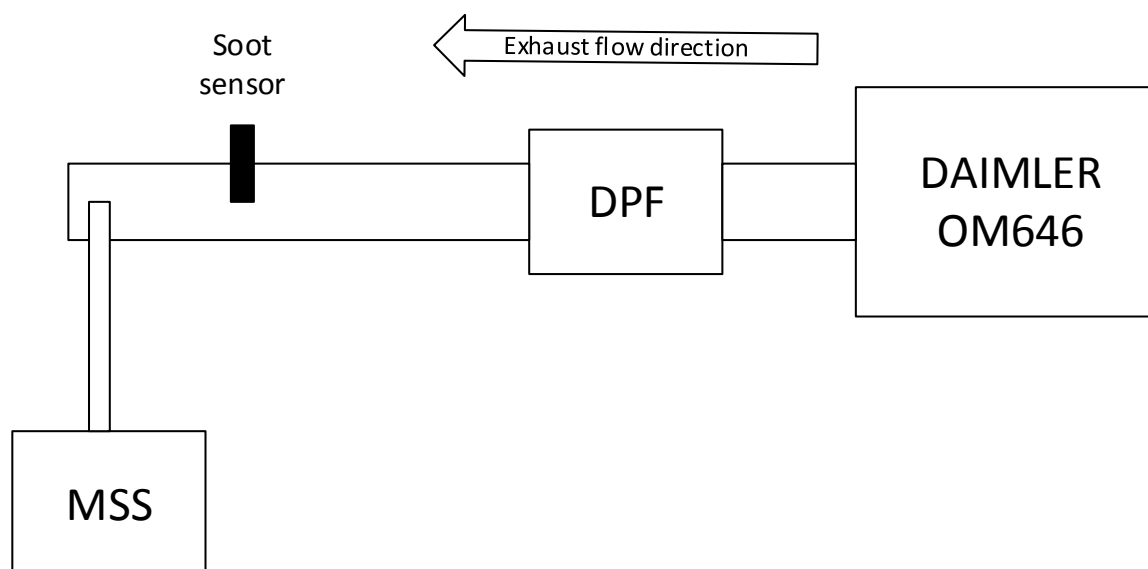 Soot
sensor
Exhaust flow direction
DPF
DAIMLER
OM646
MSS